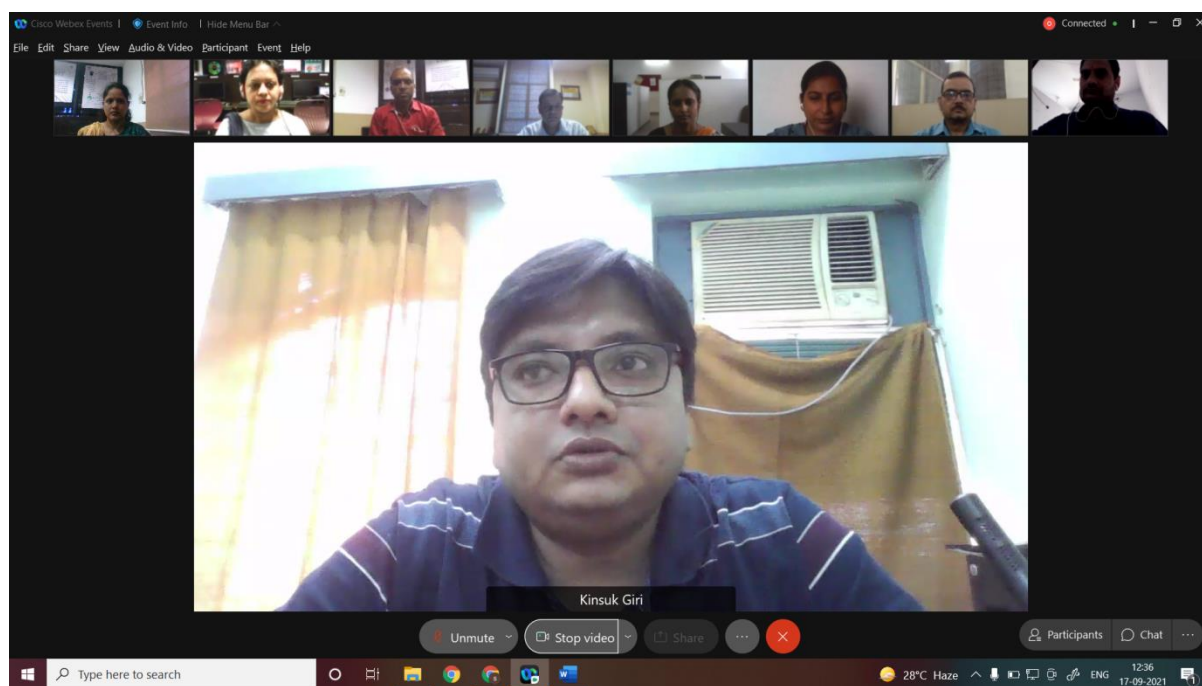 Cisco Webex Events | Event Info | Hide Menu Bar
Connected
File Edit Share View Audio & Video Participant Event Help
Kinsuk Giri
Unmute Stop video Share
Participants Chat
Type here to search
28°C Haze ENG
12:36
17-09-2021